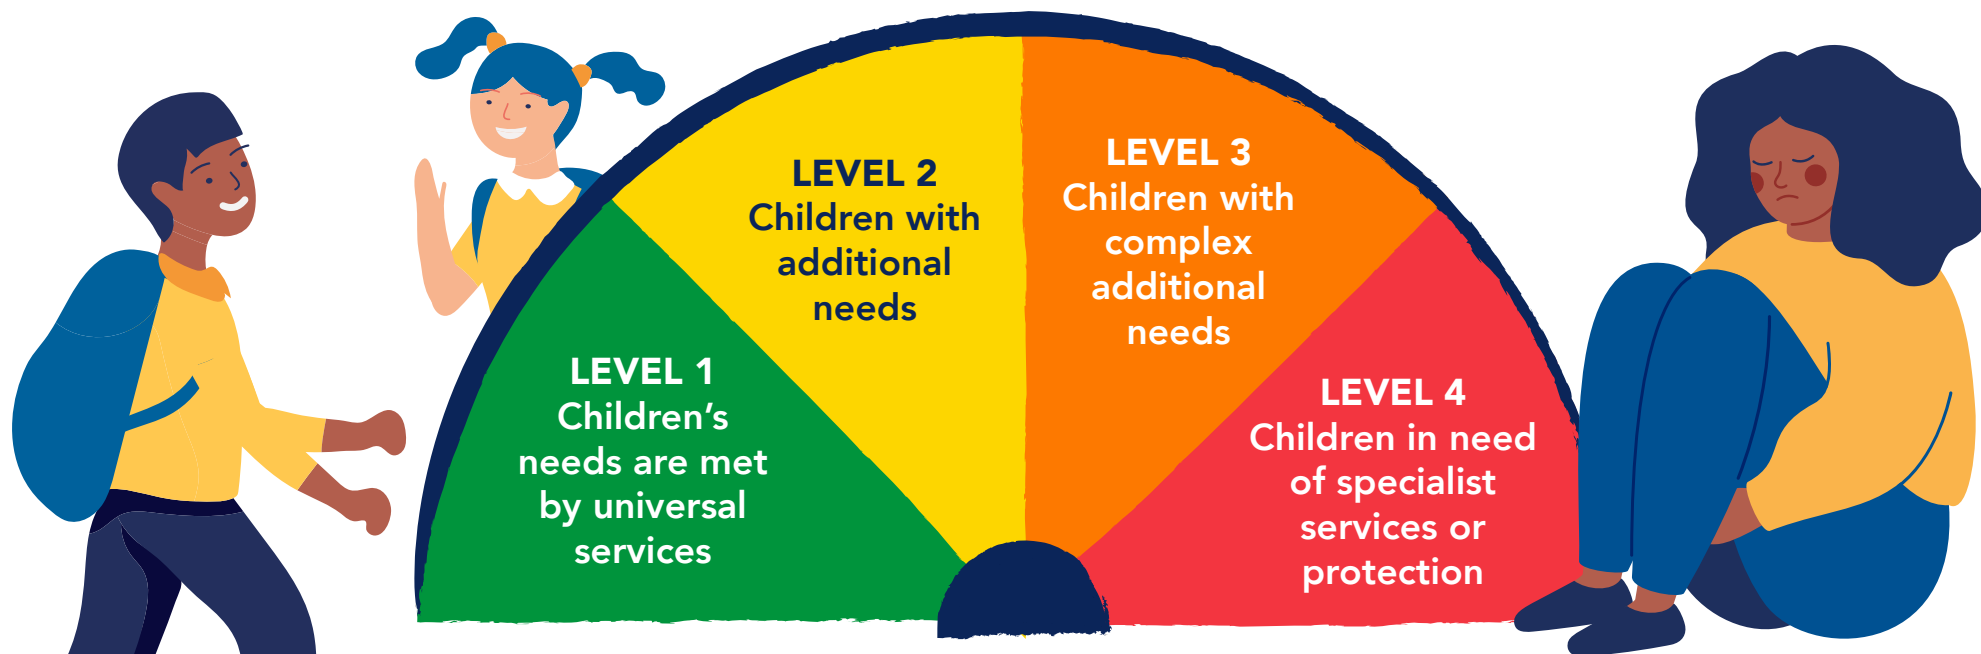 LEVEL 1
Children’s
needs are met
by universal
services
LEVEL 2
Children with
additional
needs
LEVEL 3
Children with
complex
additional
needs
LEVEL 4
Children in need
of specialist
services or
protection